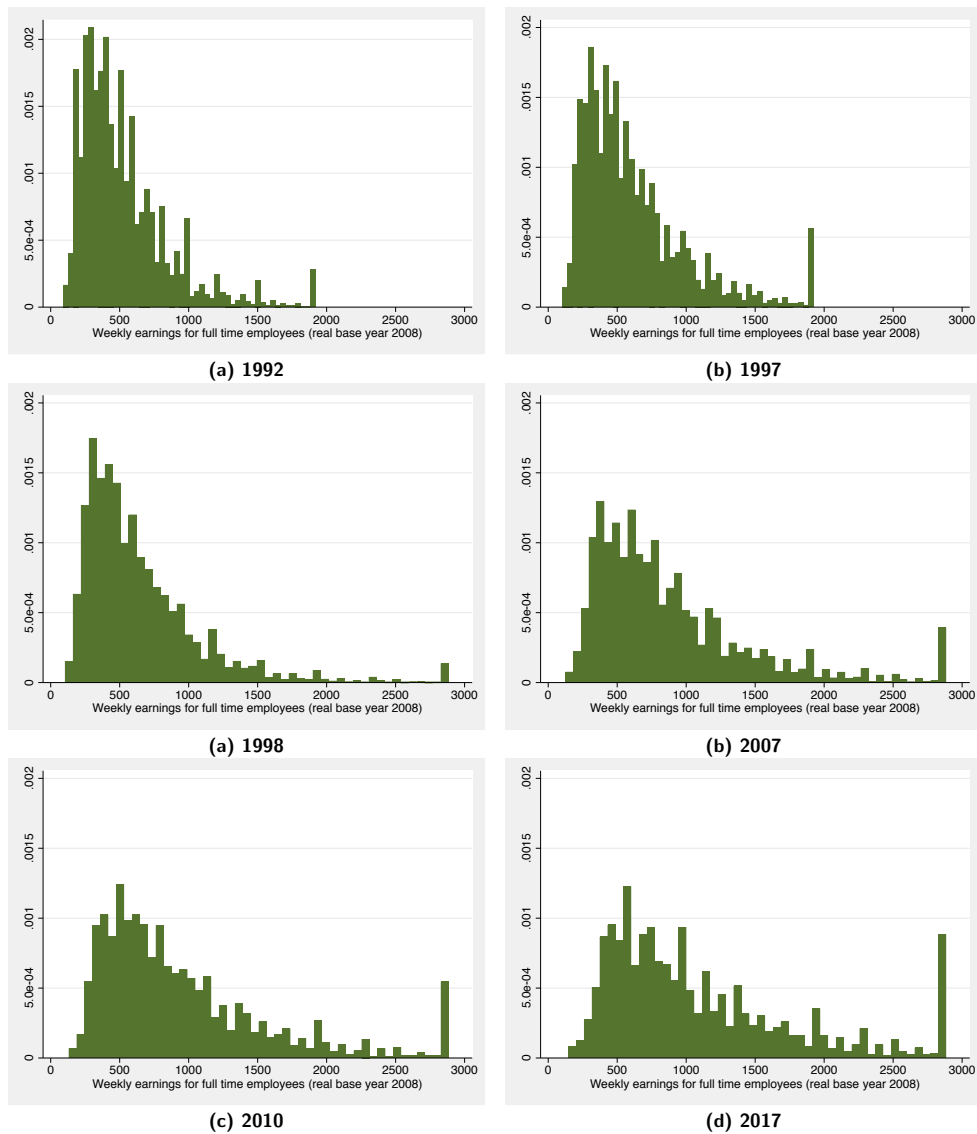 .002
.0015
.001
5.0e-04
0
0 500 1000 1500 2000 2500 3000
Weekly earnings for full time employees (real base year 2008)
(a) 1992
.002
.0015
.001
5.0e-04
0
0 500 1000 1500 2000 2500 3000
Weekly earnings for full time employees (real base year 2008)
(b) 1997
.002
.0015
.001
5.0e-04
0
0 500 1000 1500 2000 2500 3000
Weekly earnings for full time employees (real base year 2008)
(a) 1998
.002
.0015
.001
5.0e-04
0
0 500 1000 1500 2000 2500 3000
Weekly earnings for full time employees (real base year 2008)
(b) 2007
.002
.0015
.001
5.0e-04
0
0 500 1000 1500 2000 2500 3000
Weekly earnings for full time employees (real base year 2008)
(c) 2010
.002
.0015
.001
5.0e-04
0
0 500 1000 1500 2000 2500 3000
Weekly earnings for full time employees (real base year 2008)
(d) 2017